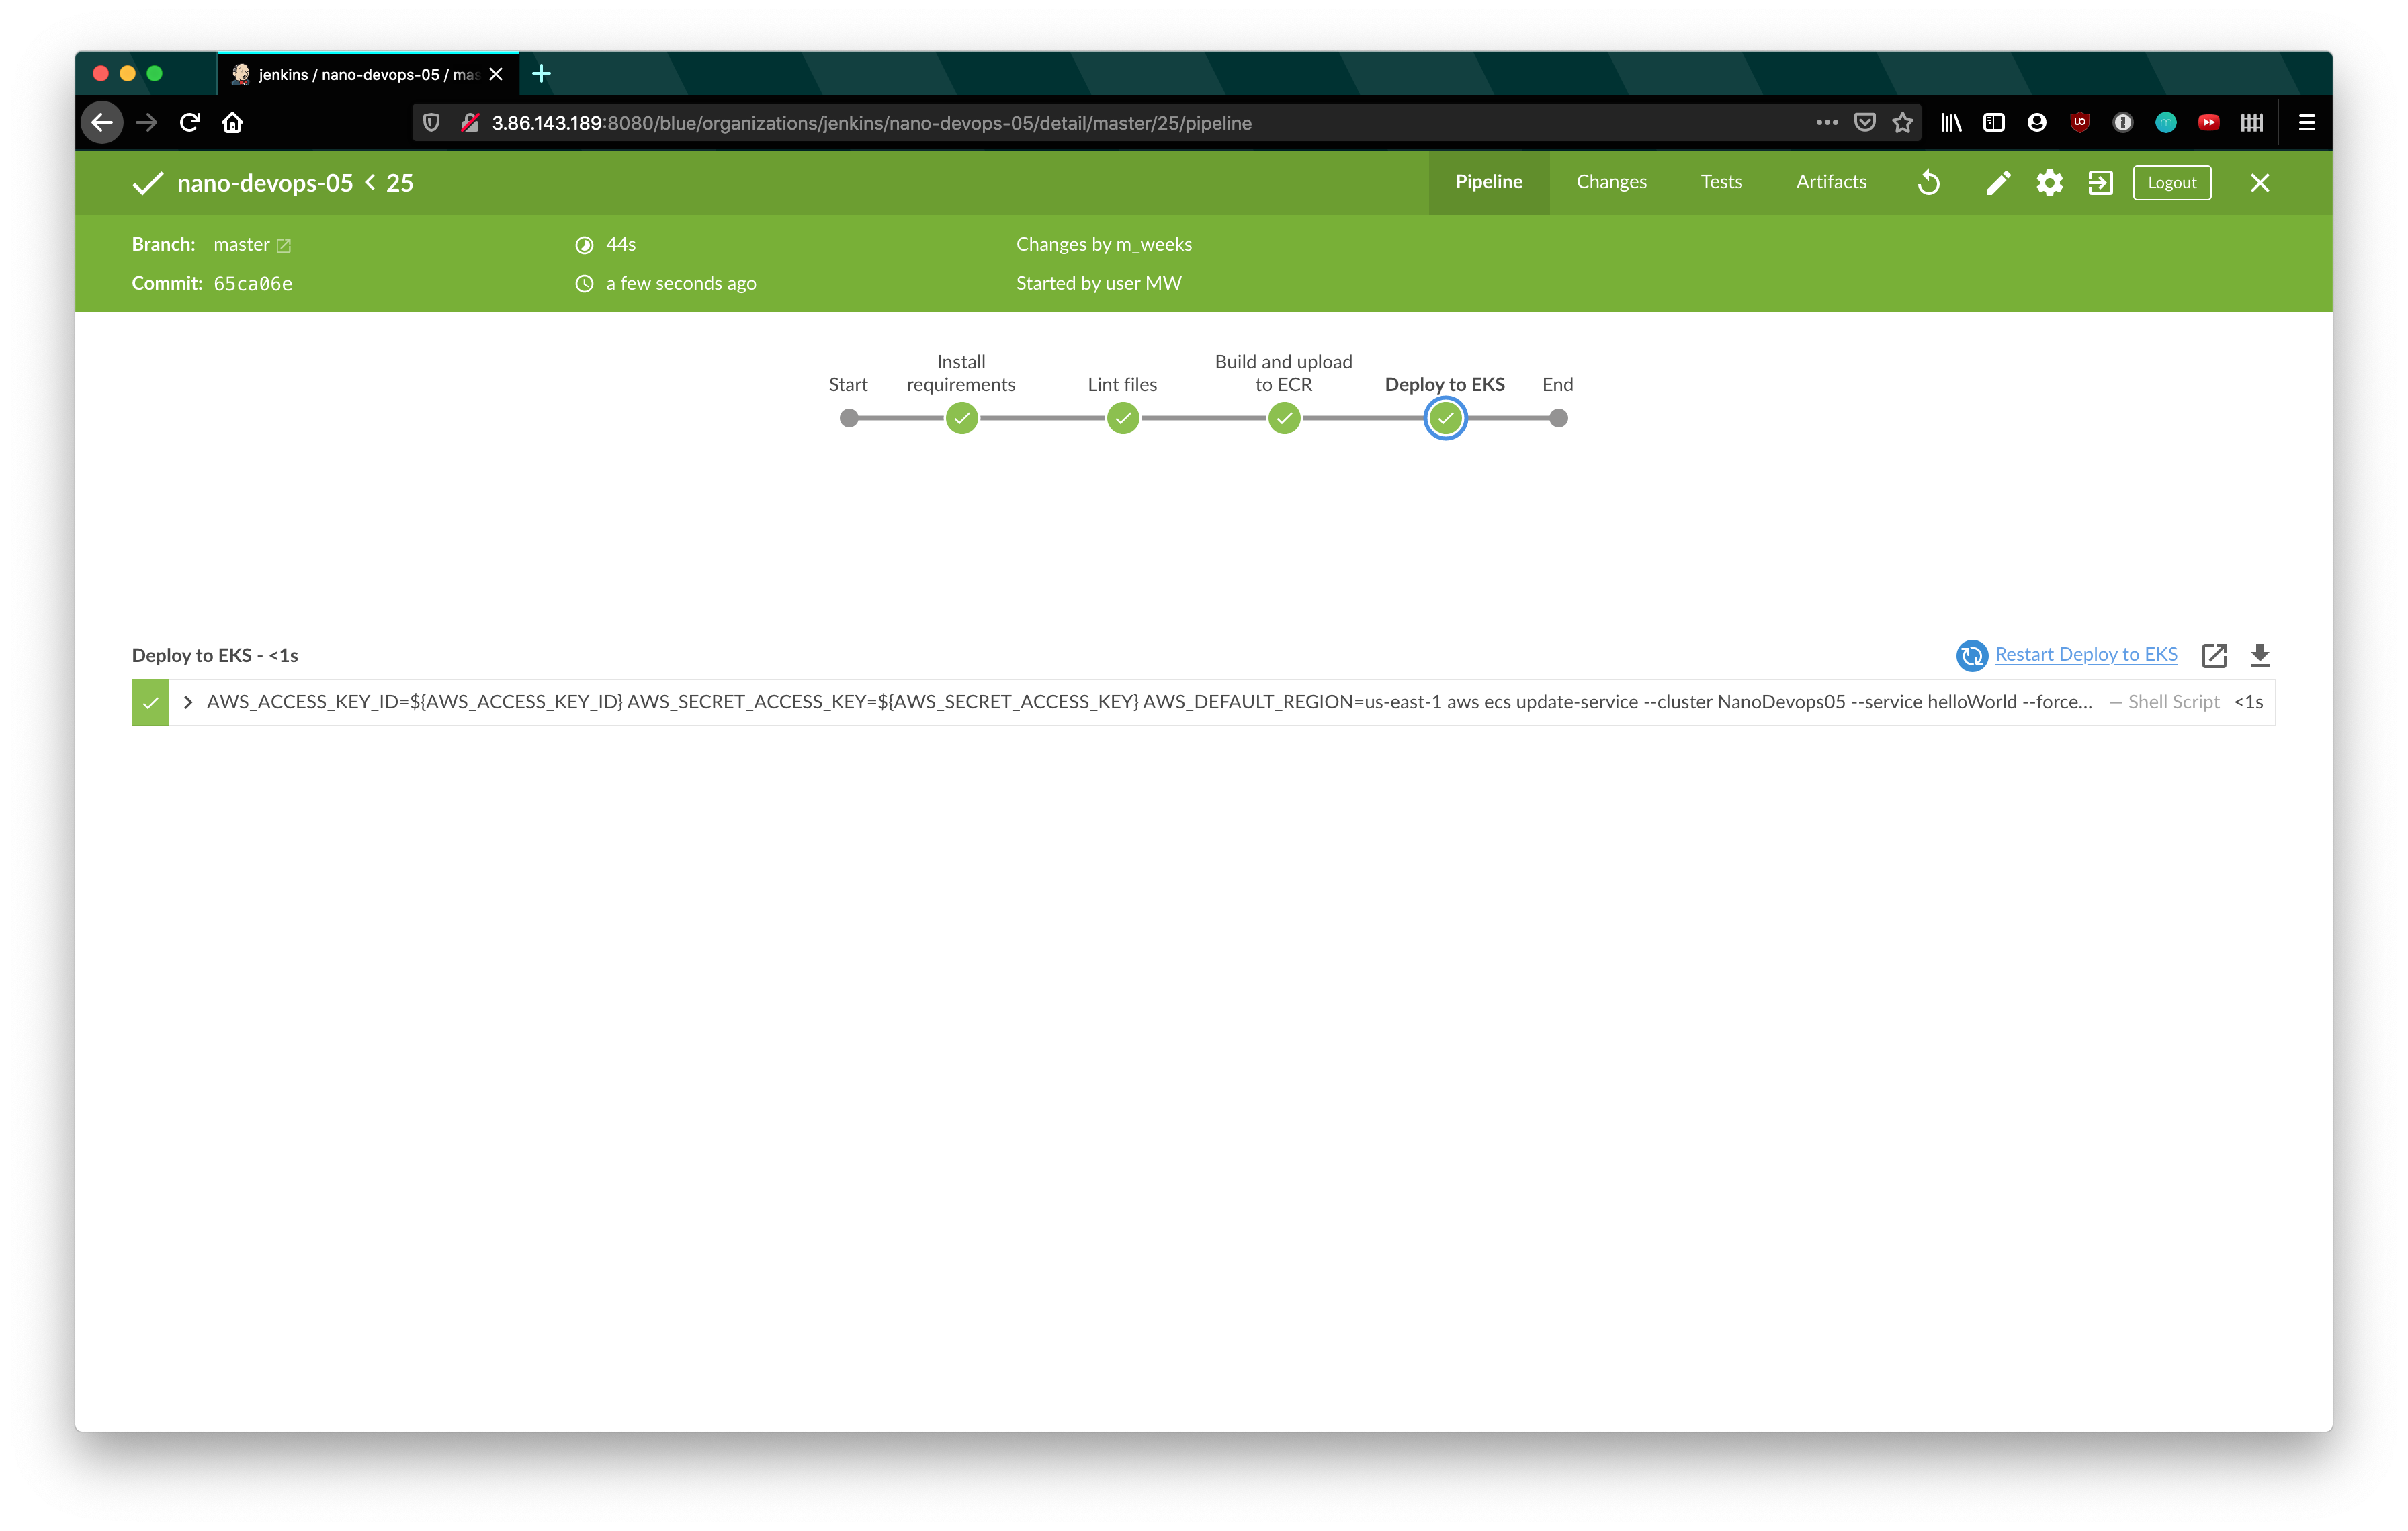 jenkins / nano-devops-05 / mas
3.86.143.189:8080/blue/organizations/jenkins/nano-devops-05/detail/master/25/pipeline
nano-devops-05 < 25
Pipeline
Changes
Tests
Artifacts
Logout
Branch: master
44s
Changes by m_weeks
Commit: 65ca06e
a few seconds ago
Started by user MW
Start
Install
requirements
Lint files
Build and upload
to ECR
Deploy to EKS
End
Deploy to EKS - <1s
Restart Deploy to EKS
AWS_ACCESS_KEY_ID=${AWS_ACCESS_KEY_ID} AWS_SECRET_ACCESS_KEY=${AWS_SECRET_ACCESS_KEY} AWS_DEFAULT_REGION=us-east-1 aws ecs update-service --cluster NanoDevops05 --service helloWorld --force... — Shell Script <1s